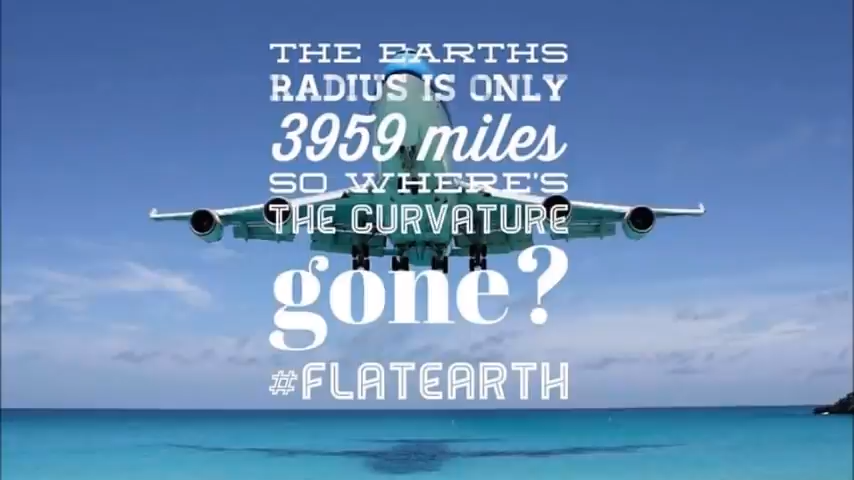 THE EARTHS
RADIUS IS ONLY
3959 miles
SO WHERE'S
THE CURVATURE
gone?
#FLATEARTH